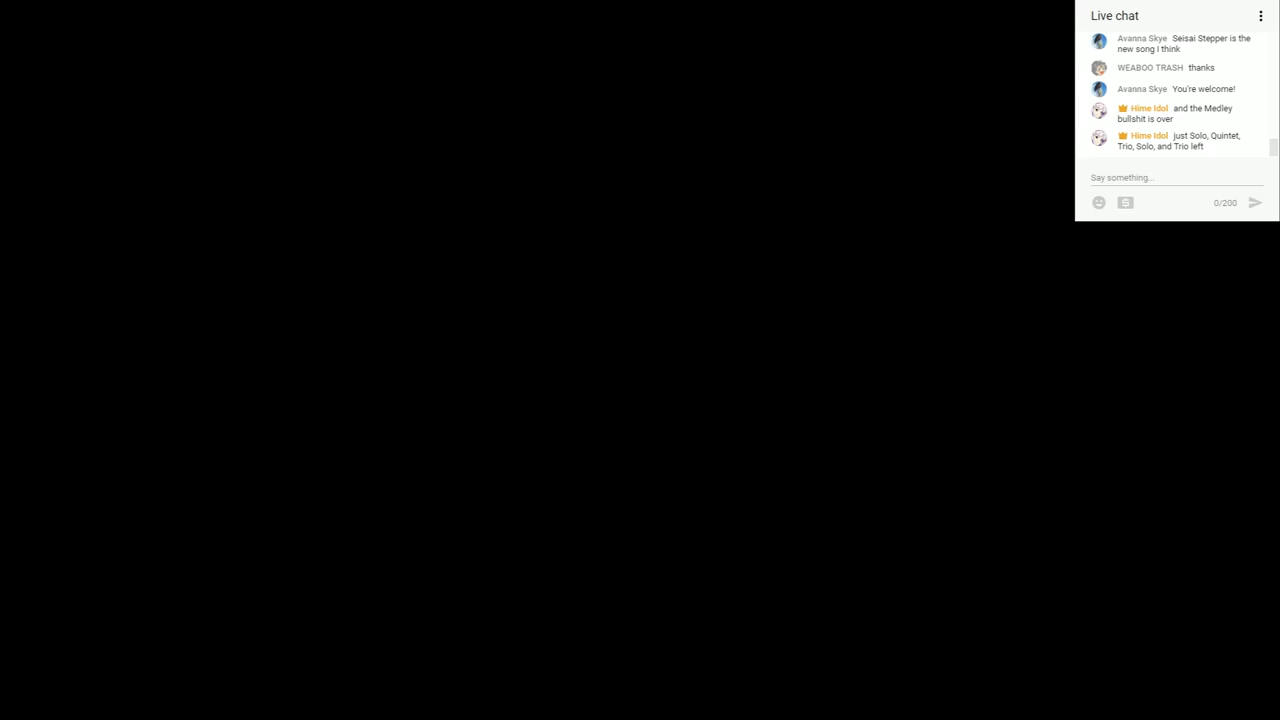 Live chat
Avanna Skye Seisai Stepper is the
new song I think
WEABOO TRASH thanks
Avanna Skye You're welcome!
Hime Idol and the Medley
bullshit is over
Hime Idol just Solo, Quintet,
Trio, Solo, and Trio left
Say something...
$ 0/200